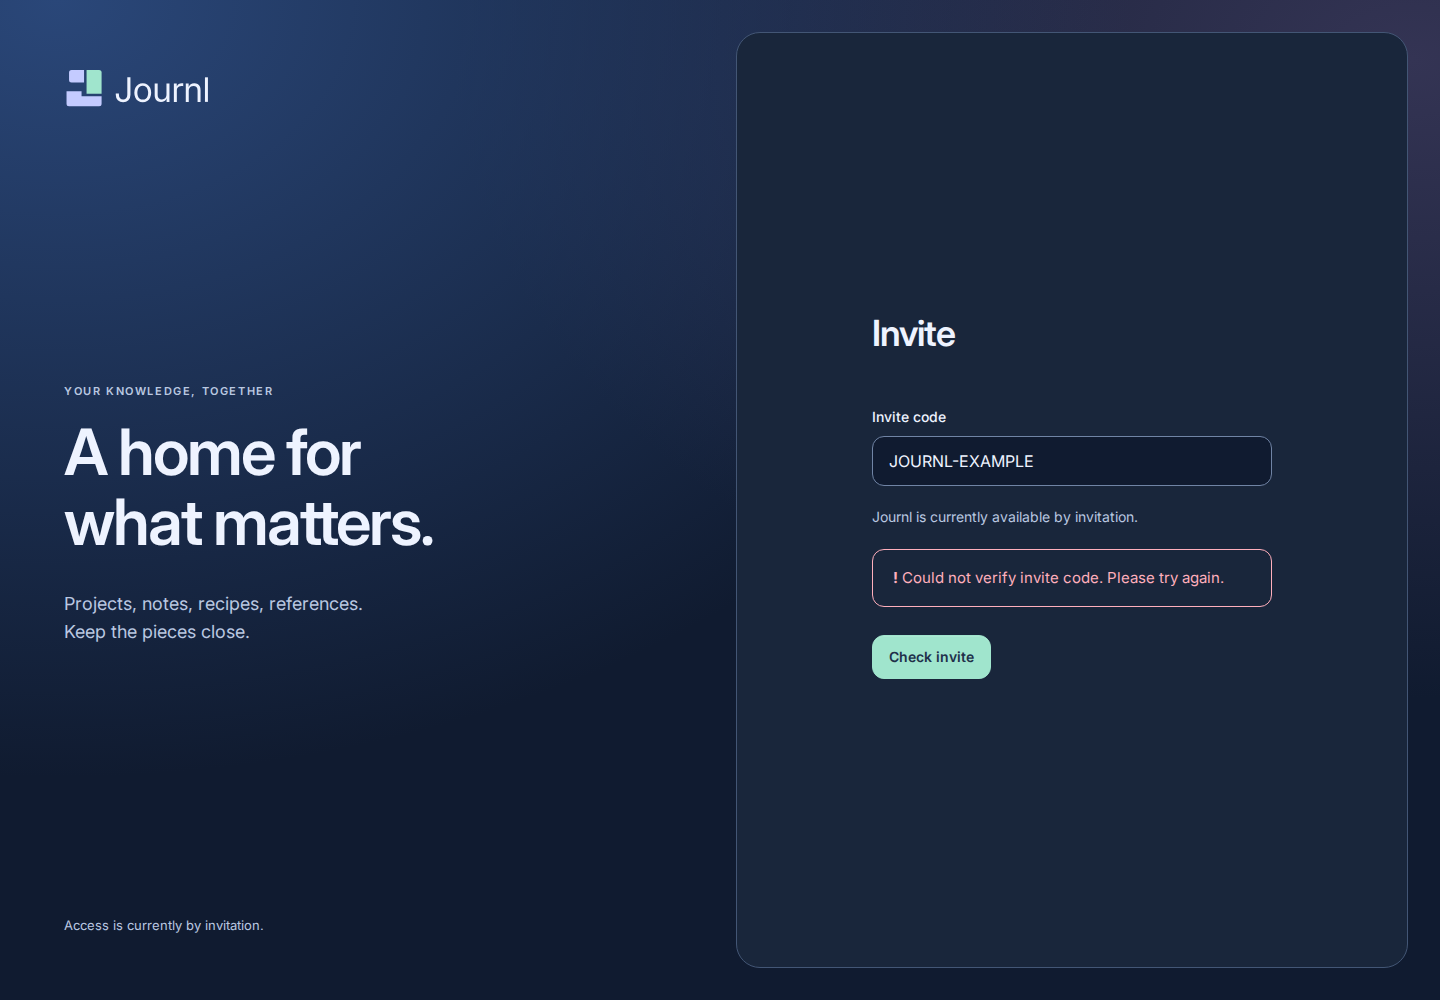 Journl
YOUR KNOWLEDGE, TOGETHER
A home for
what matters.
Projects, notes, recipes, references.
Keep the pieces close.
Access is currently by invitation.
Invite
Invite code
JOURNL-EXAMPLE
Journl is currently available by invitation.
! Could not verify invite code. Please try again.
Check invite